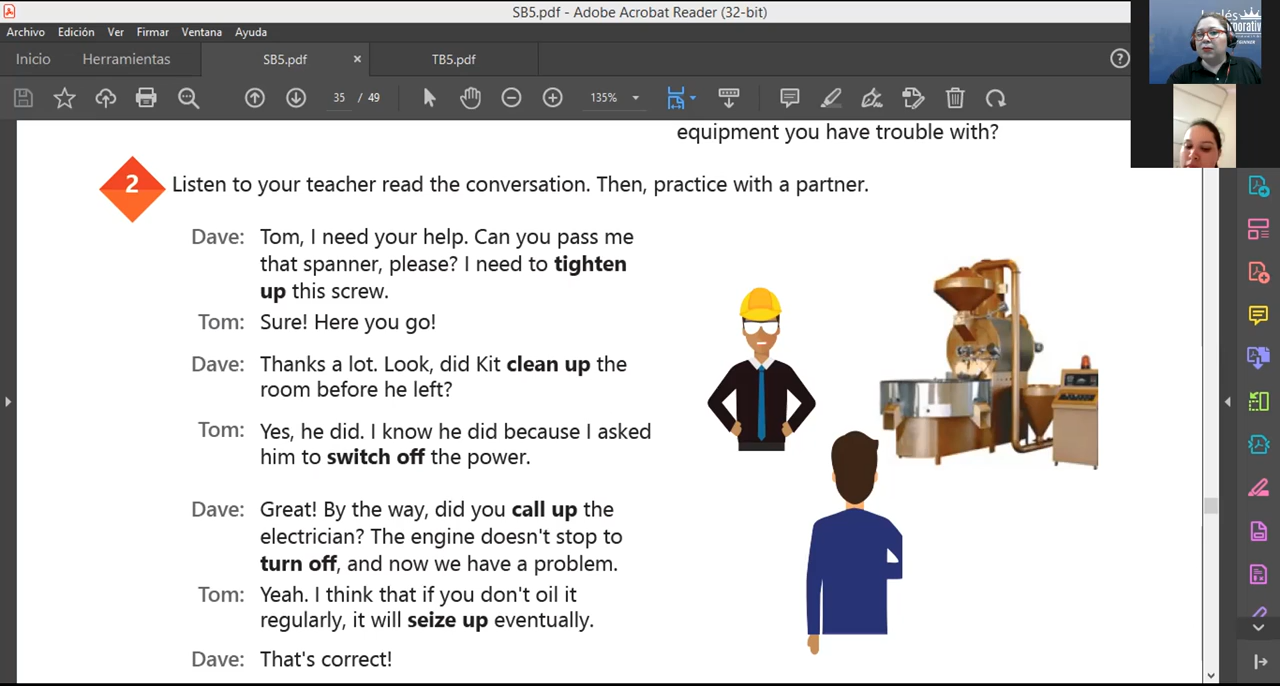 SB5.pdf - Adobe Acrobat Reader (32-bit)
Archivo Edición Ver Firmar Ventana Ayuda
Inicio Herramientas SB5.pdf × TB5.pdf
35 / 49 135%
equipment you have trouble with?
2 Listen to your teacher read the conversation. Then, practice with a partner.
Dave: Tom, I need your help. Can you pass me
that spanner, please? I need to tighten
up this screw.
Tom: Sure! Here you go!
Dave: Thanks a lot. Look, did Kit clean up the
room before he left?
Tom: Yes, he did. I know he did because I asked
him to switch off the power.
Dave: Great! By the way, did you call up the
electrician? The engine doesn't stop to
turn off, and now we have a problem.
Tom: Yeah. I think that if you don't oil it
regularly, it will seize up eventually.
Dave: That's correct!